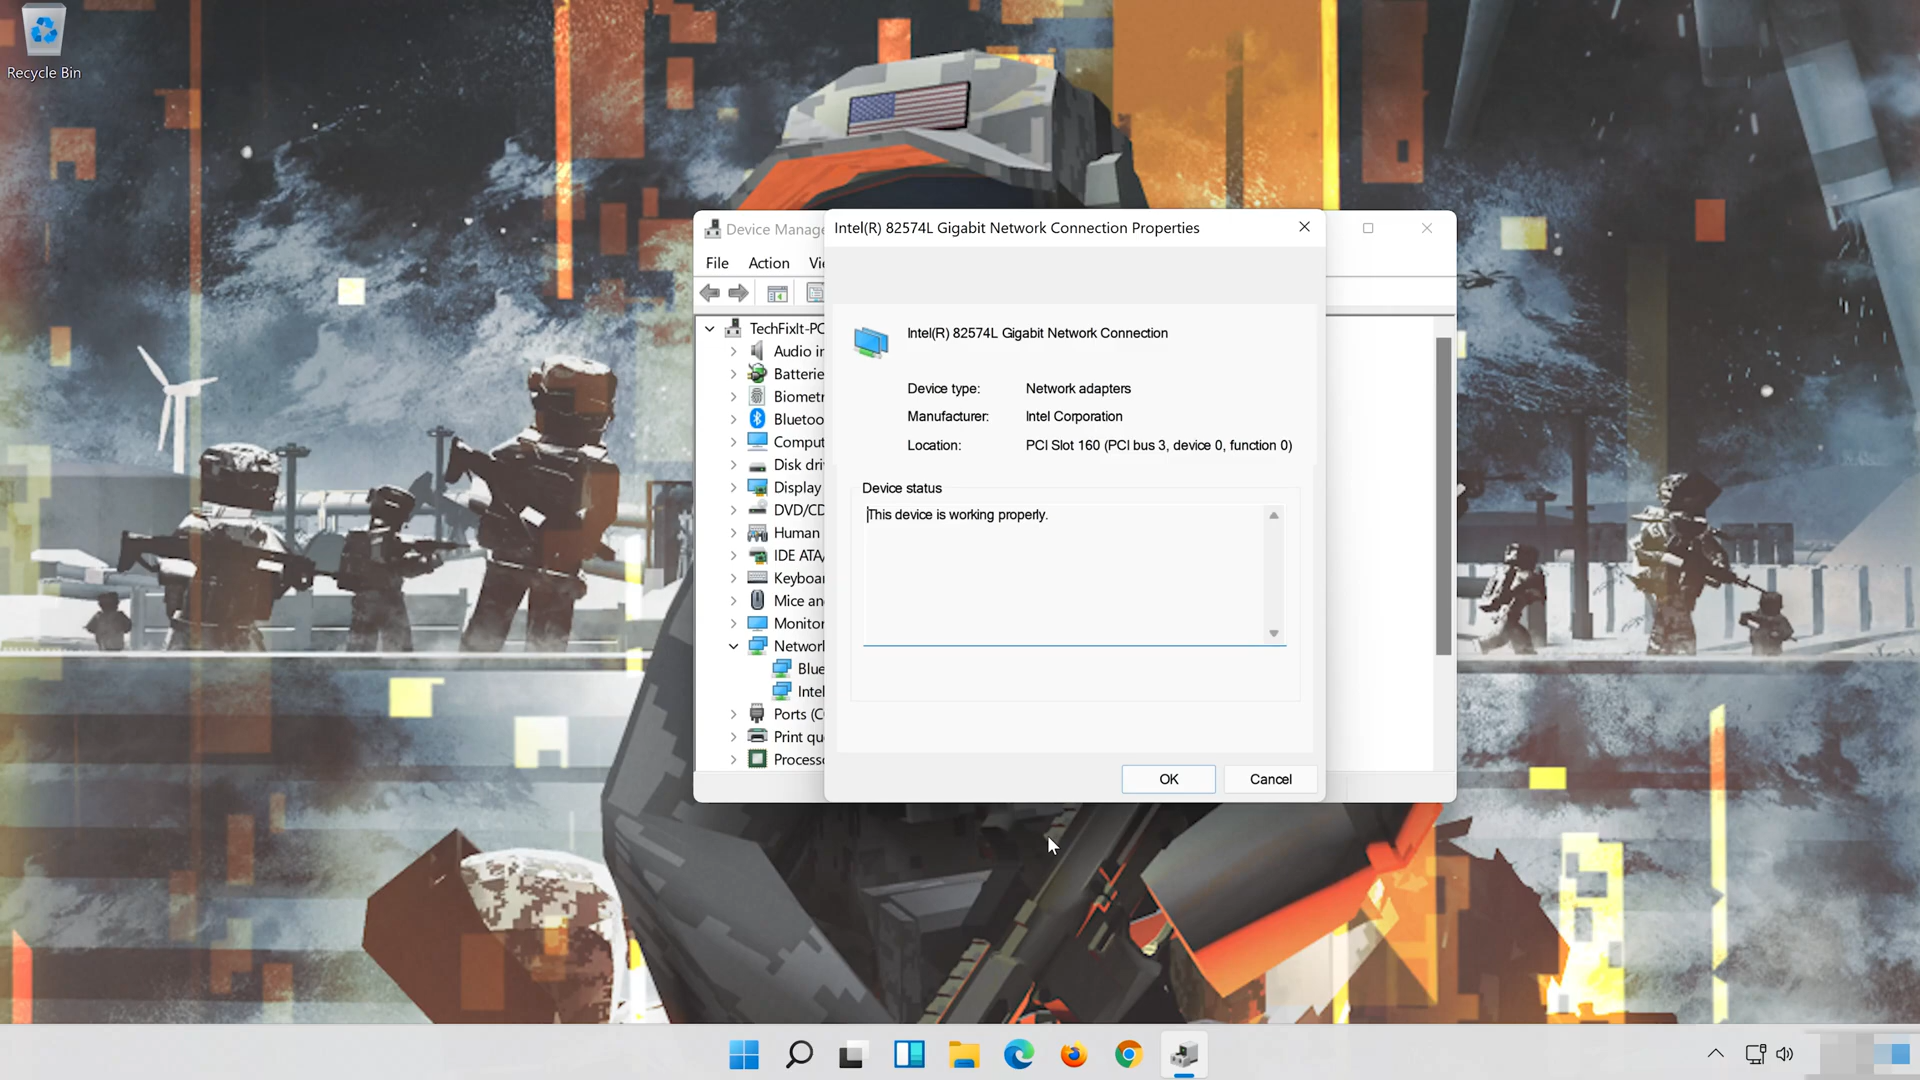 Recycle Bin
Device Manage
Intel(R) 82574L Gigabit Network Connection Properties
File Action Vi
TechFixIt-PC
Audio in
Batterie
Biometr
Bluetoo
Comput
Disk dri
Display
DVD/CD
Human
IDE ATA/
Keyboar
Mice an
Monitor
Network
Blue
Intel
Ports (C
Print qu
Process
Intel(R) 82574L Gigabit Network Connection
Device type: Network adapters
Manufacturer: Intel Corporation
Location: PCI Slot 160 (PCI bus 3, device 0, function 0)
Device status
This device is working properly.
OK Cancel